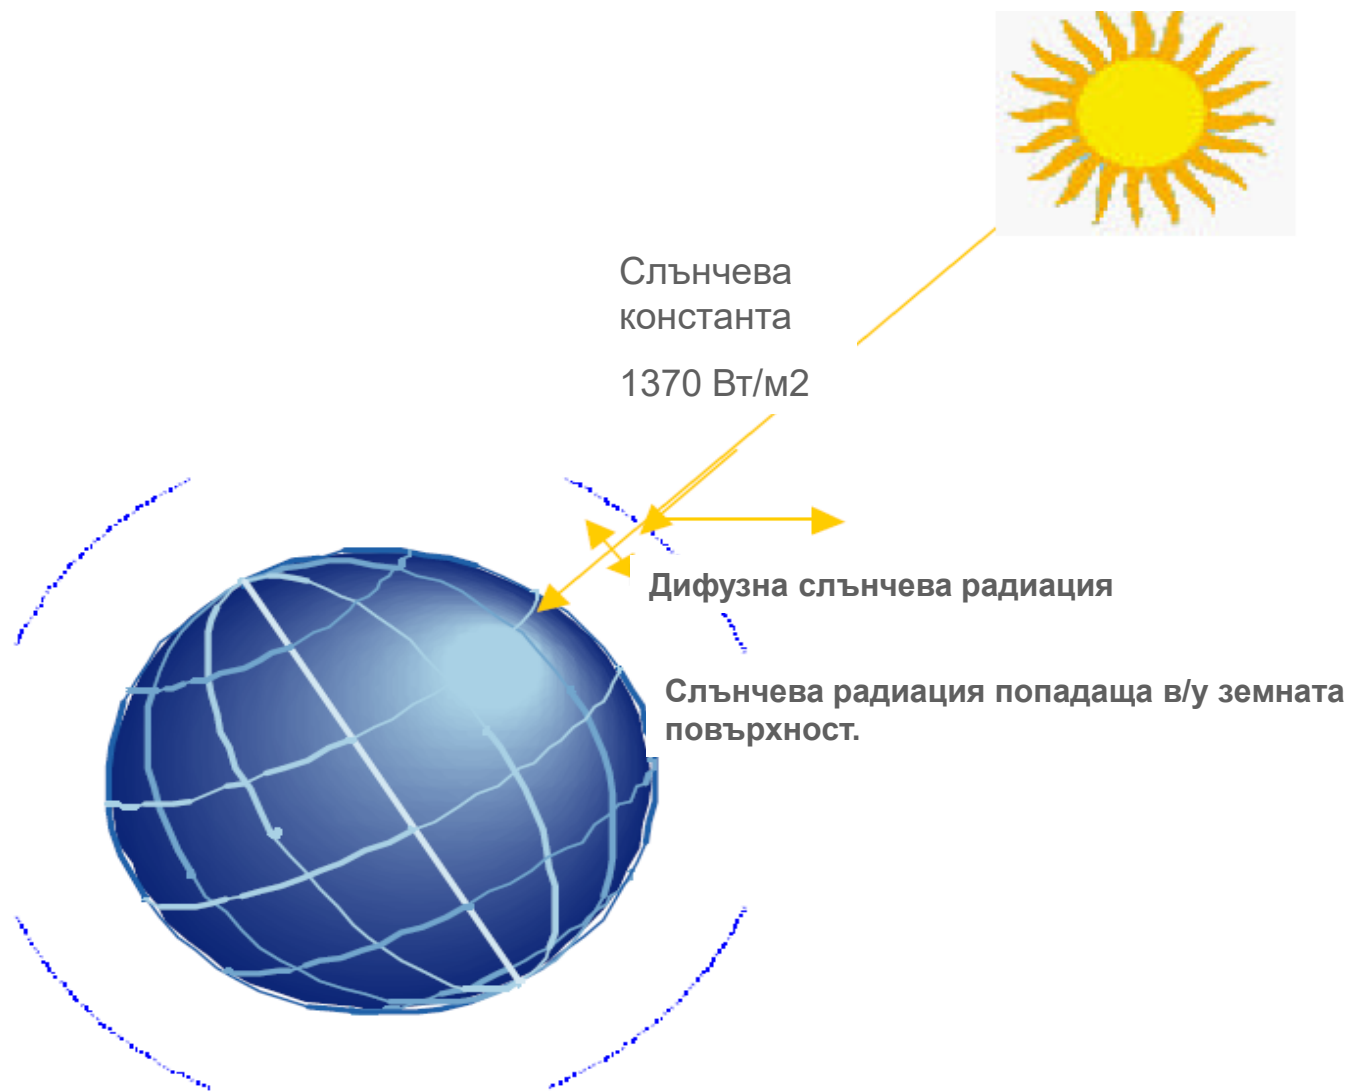 Слънчева
константа
1370 Вт/м2
Дифузна слънчева радиация
Слънчева радиация попадаща в/у земната
повърхност.